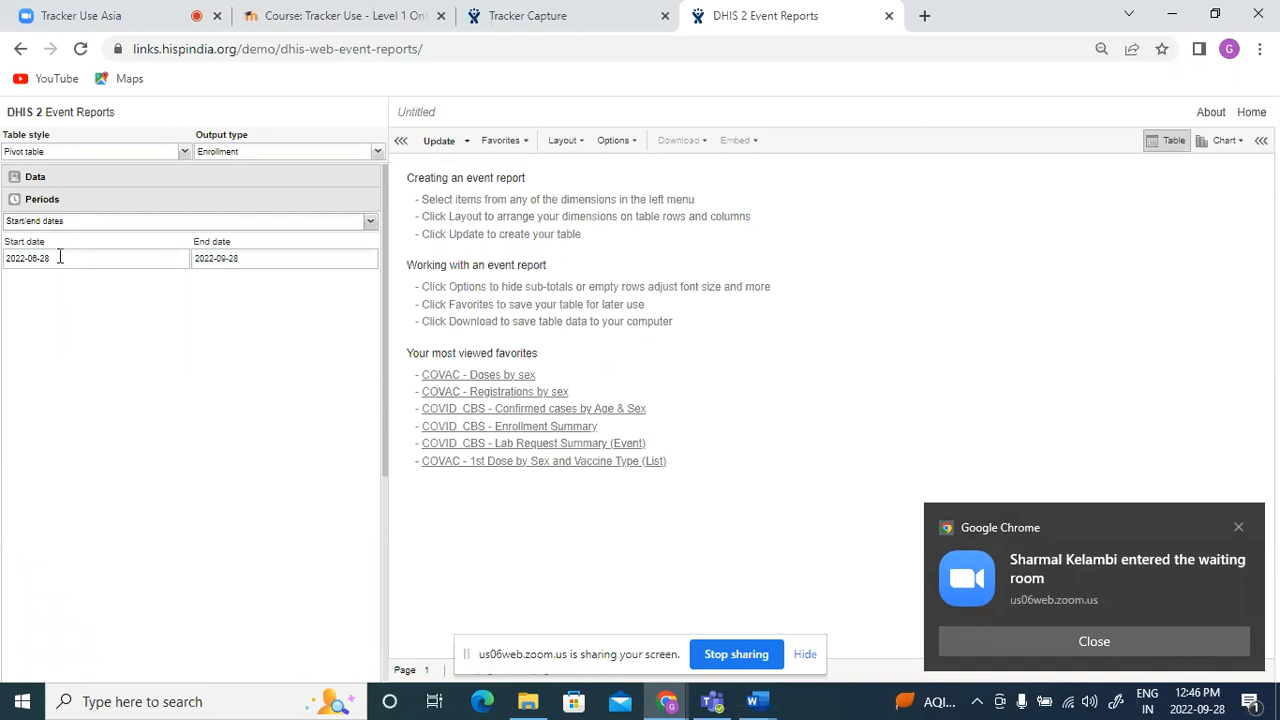 Tracker Use Asia
Course: Tracker Use - Level 1 Onl
Tracker Capture
DHIS 2 Event Reports
links.hispindia.org/demo/dhis-web-event-reports/
G
YouTube
Maps
DHIS 2 Event Reports
Untitled
About
Home
Table style
Output type
Pivot table
Enrollment
Update
Favorites
Layout
Options
Download
Embed
Table
Chart
Data
Periods
Start/end dates
Start date
End date
2022-06-28
2022-09-28
Creating an event report
- Select items from any of the dimensions in the left menu
- Click Layout to arrange your dimensions on table rows and columns
- Click Update to create your table
Working with an event report
- Click Options to hide sub-totals or empty rows adjust font size and more
- Click Favorites to save your table for later use
- Click Download to save table data to your computer
Your most viewed favorites
- COVAC - Doses by sex
- COVAC - Registrations by sex
- COVID_CBS - Confirmed cases by Age & Sex
- COVID_CBS - Enrollment Summary
- COVID_CBS - Lab Request Summary (Event)
- COVAC - 1st Dose by Sex and Vaccine Type (List)
Google Chrome
Sharmal Kelambi entered the waiting
room
us06web.zoom.us
Close
us06web.zoom.us is sharing your screen.
Stop sharing
Hide
Page 1
Type here to search
AQI...
ENG
IN
12:46 PM
2022-09-28
1